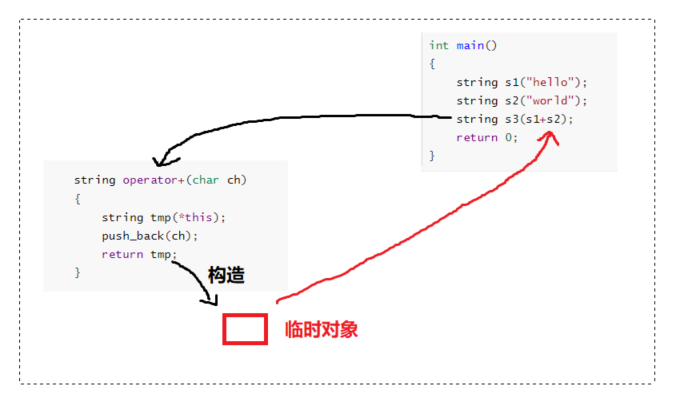 int main()
{
string s1("hello");
string s2("world");
string s3(s1+s2);
return 0;
}
string operator+(char ch)
{
string tmp(*this);
push_back(ch);
return tmp;
}
构造
临时对象